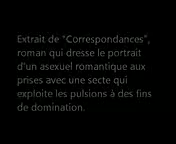 Extrait de "Correspondances",
roman qui dresse le portrait
d'un asexuel romantique aux
prises avec une secte qui
exploite les pulsions à des fins
de domination.